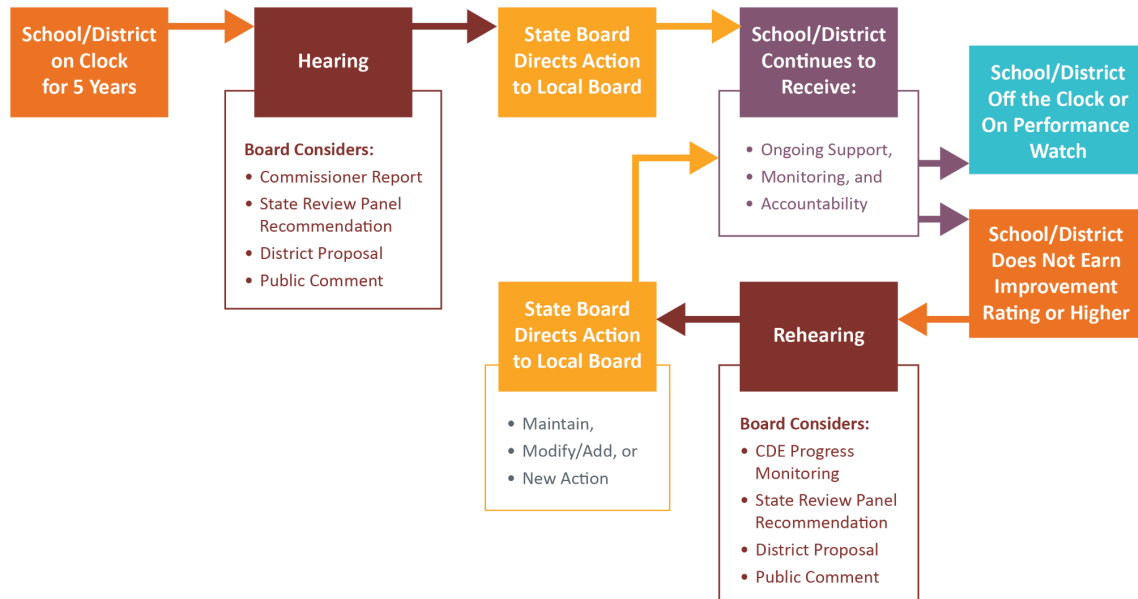 School/District
on Clock
for 5 Years
Hearing
Board Considers:
• Commissioner Report
• State Review Panel
Recommendation
• District Proposal
• Public Comment
State Board
Directs Action
to Local Board
School/District
Continues to
Receive:
• Ongoing Support,
• Monitoring, and
• Accountability
School/District
Off the Clock or
On Performance
Watch
School/District
Does Not Earn
Improvement
Rating or Higher
Rehearing
Board Considers:
• CDE Progress
Monitoring
• State Review Panel
Recommendation
• District Proposal
• Public Comment
State Board
Directs Action
to Local Board
• Maintain,
• Modify/Add, or
• New Action